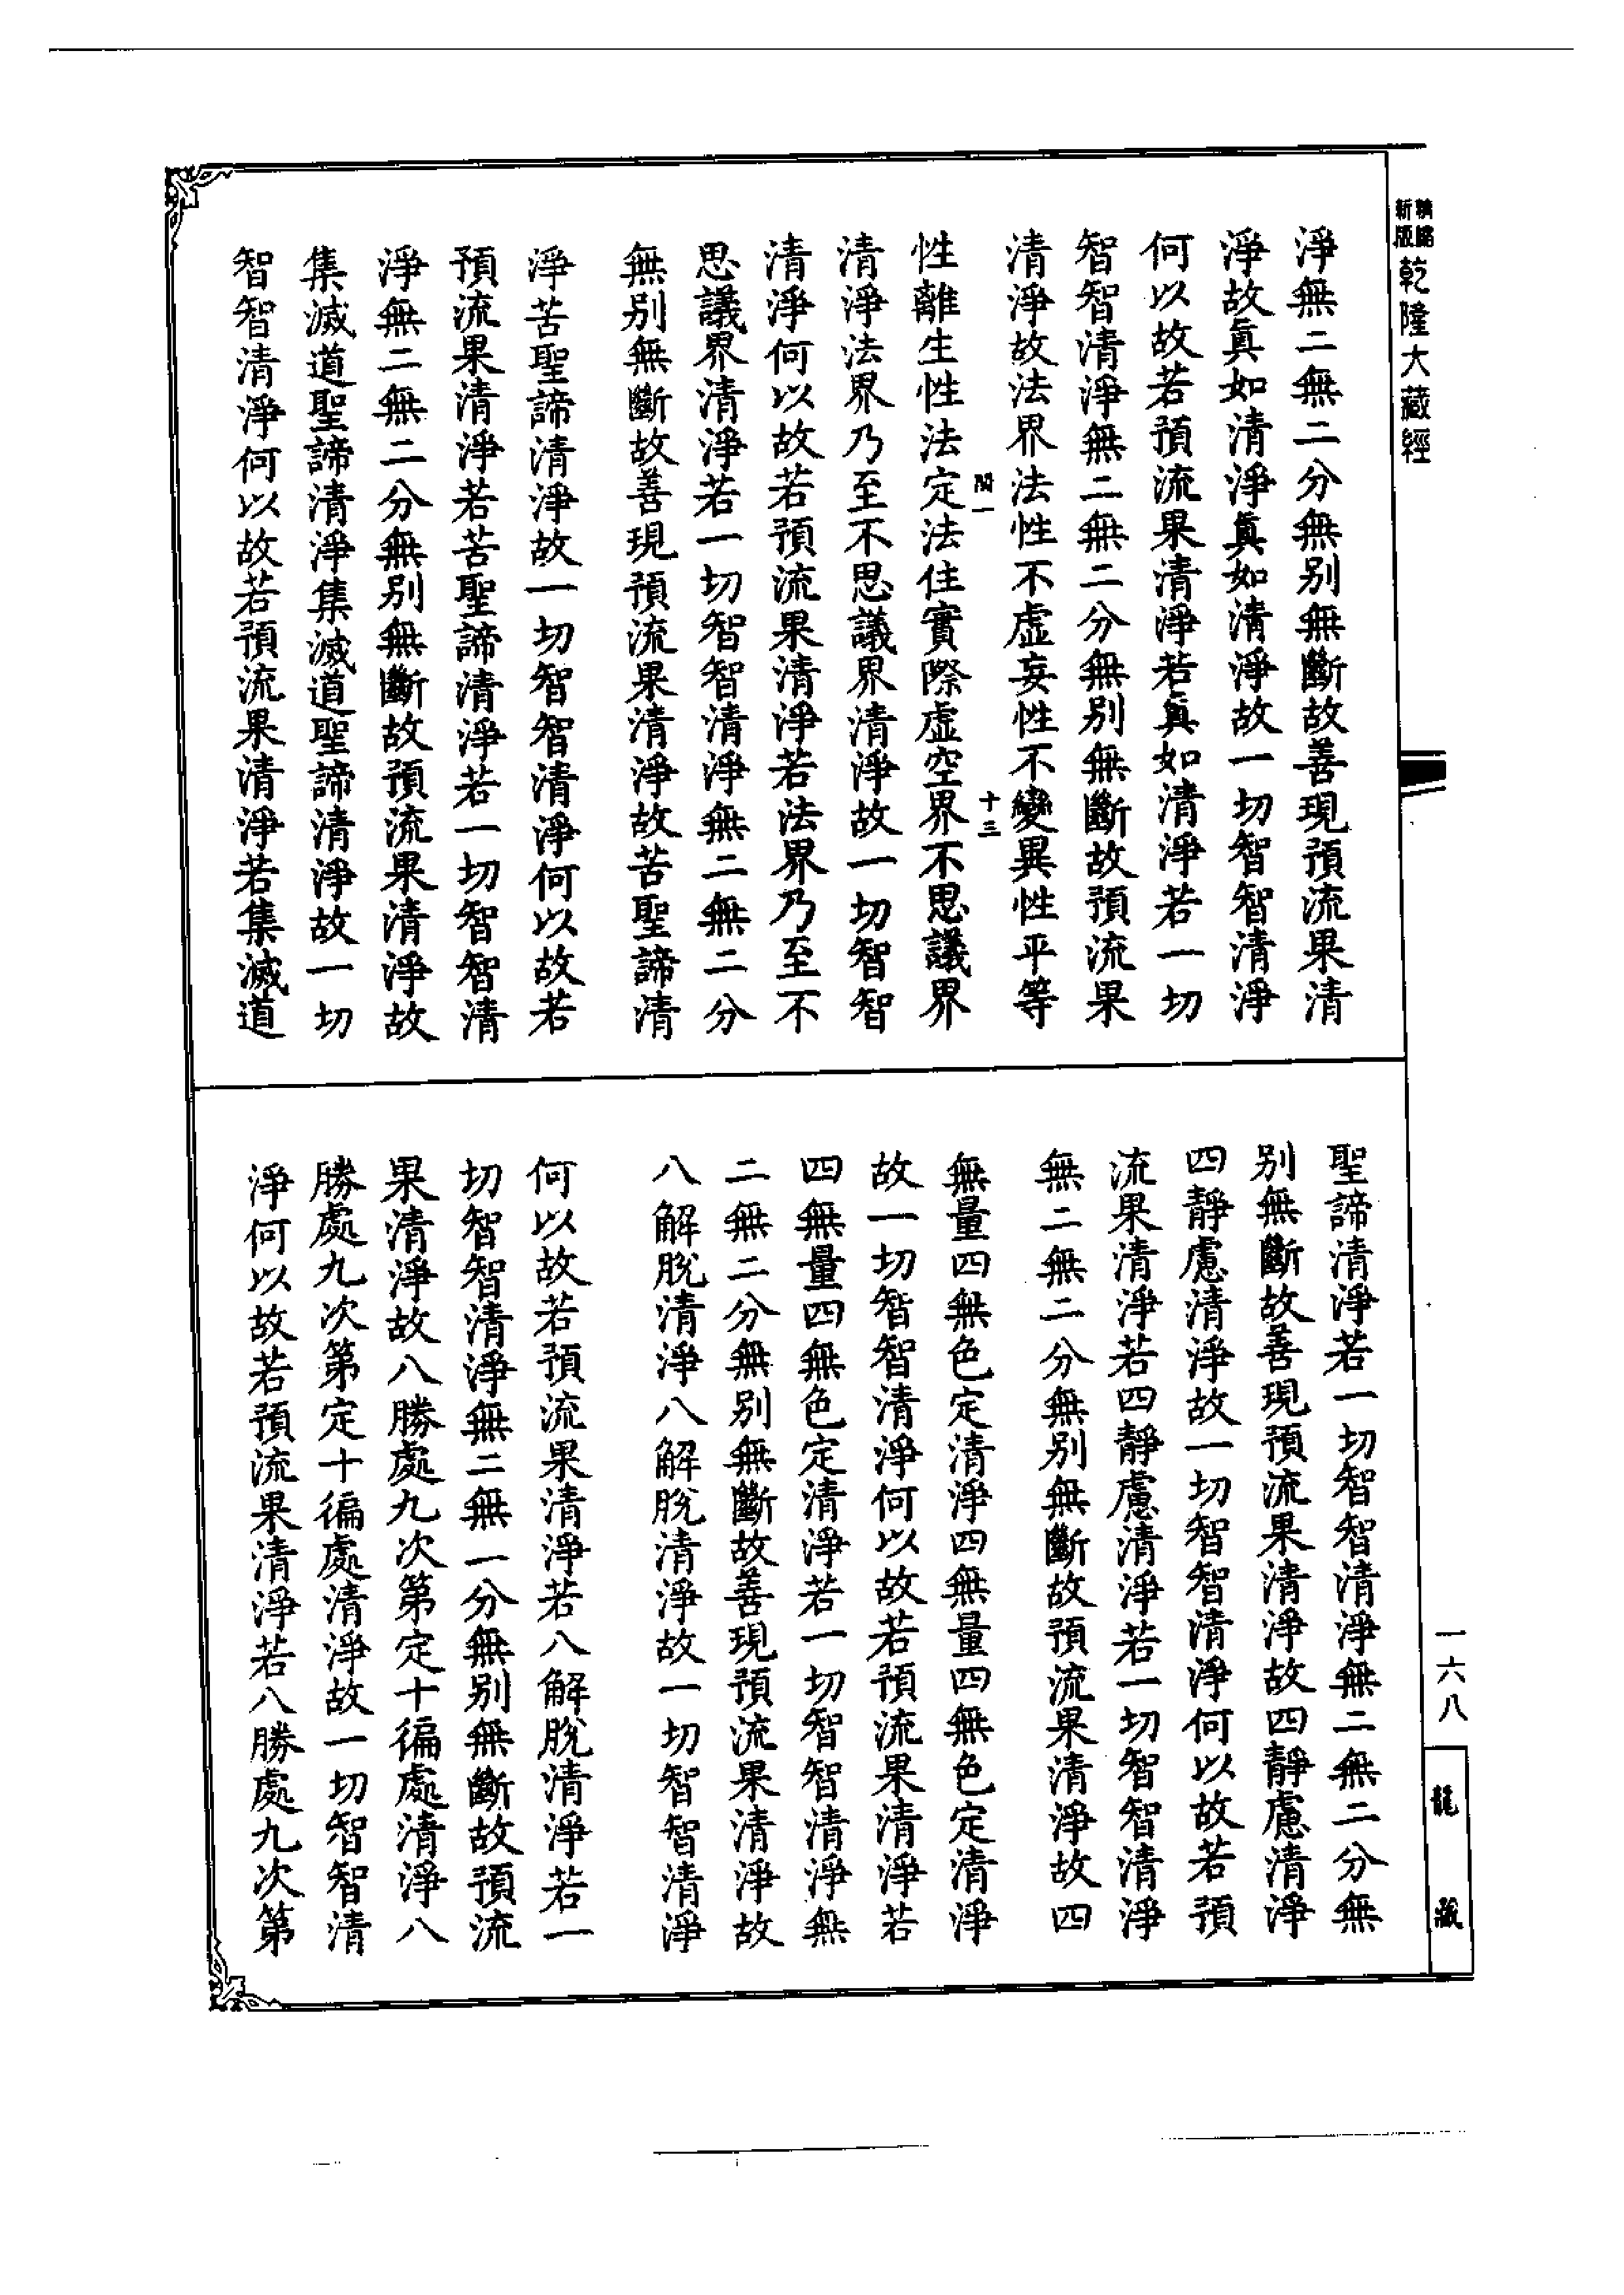 新版
精縮
乾隆大藏經
淨無二無二分無别無斷故善現預流果清
淨故眞如清淨眞如清淨故一切智智清淨
何以故若預流果清淨若眞如清淨若一切
智智清淨無二無二分無别無斷故預流果
清淨故法界法性不虛妄性不變異性平等
十三
性離生性法定法住實際虛空界不思議界
清淨法界乃至不思議界清淨故一切智智
清淨何以故若預流果清淨若法界乃至不
思議界清淨若一切智智清淨無二無二分
無别無斷故善現預流果清淨故苦聖諦清
淨苦聖諦清淨故一切智智清淨何以故若
預流果清淨若苦聖諦清淨若一切智智清
淨無二無二分無别無斷故預流果清淨故
集滅道聖諦清淨集滅道聖諦清淨故一切
智智清淨何以故若預流果清淨若集滅道
聖諦清淨若一切智智清淨無二無二分無
别無斷故善現預流果清淨故四靜慮清淨
四靜慮清淨故一切智智清淨何以故若預
流果清淨若四靜慮清淨若一切智智清淨
無二無二分無别無斷故預流果清淨故四
無量四無色定清淨四無量四無色定清淨
故一切智智清淨何以故若預流果清淨若
四無量四無色定清淨若一切智智清淨無
二無二分無别無斷故善現預流果清淨故
八解脫清淨八解脫清淨故一切智智清淨
何以故若預流果清淨若八解脫清淨若一
切智智清淨無二無一分無别無斷故預流
果清淨故八勝處九次第定十徧處清淨八
勝處九次第定十徧處清淨故一切智智清
淨何以故若預流果清淨若八勝處九次第
一六八
龍藏